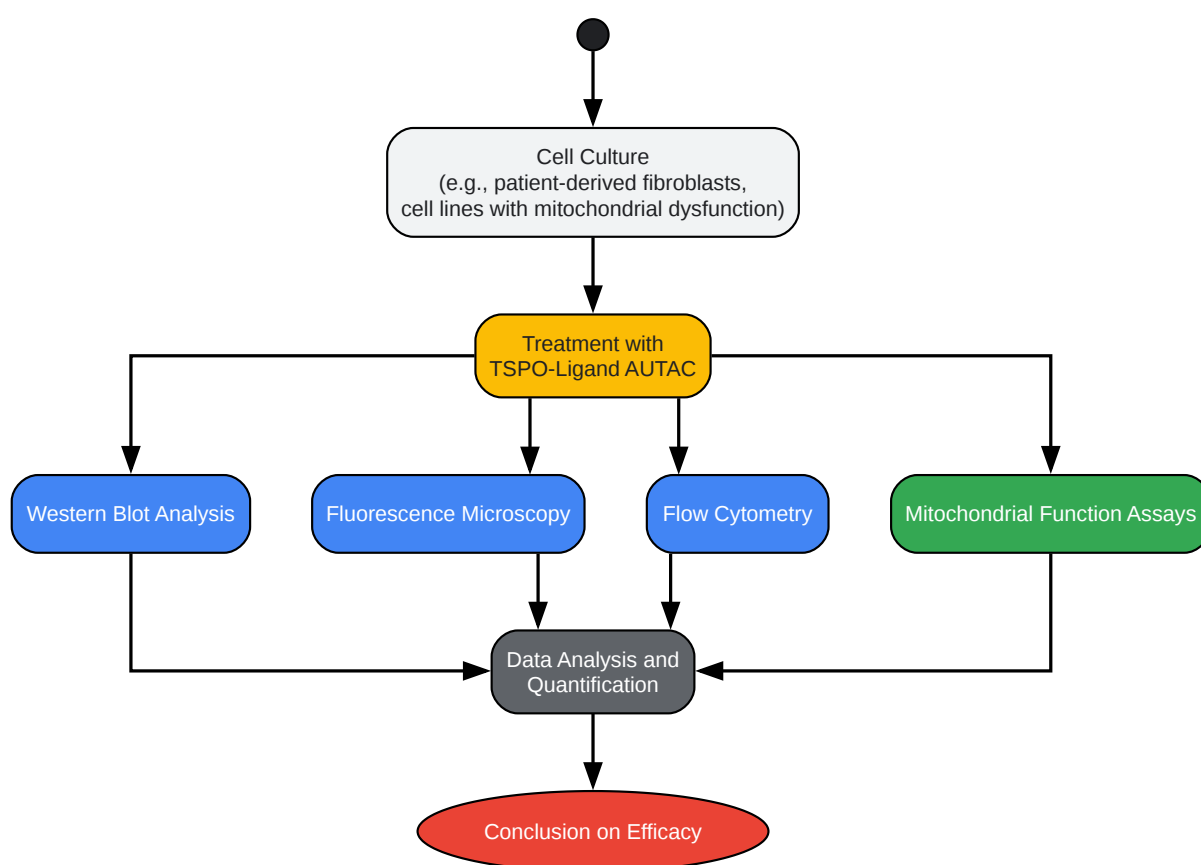 Cell Culture
(e.g., patient-derived fibroblasts,
cell lines with mitochondrial dysfunction)
Treatment with
TSPO-Ligand AUTAC
Western Blot Analysis
Fluorescence Microscopy
Flow Cytometry
Mitochondrial Function Assays
Data Analysis and
Quantification
Conclusion on Efficacy